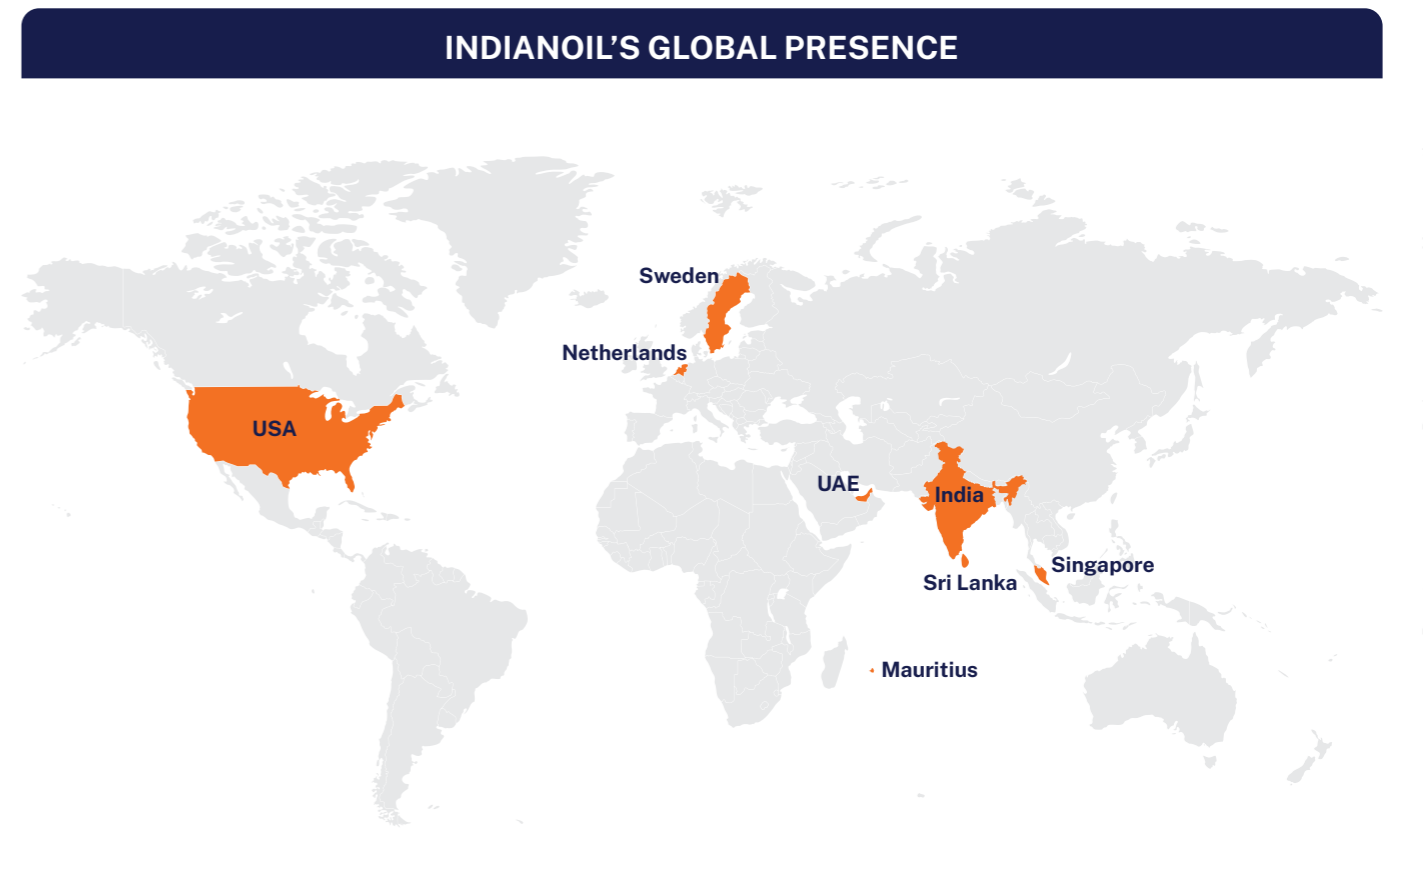 INDIANOIL’S GLOBAL PRESENCE
Sweden
Netherlands
USA
UAE
India
Singapore
Sri Lanka
Mauritius